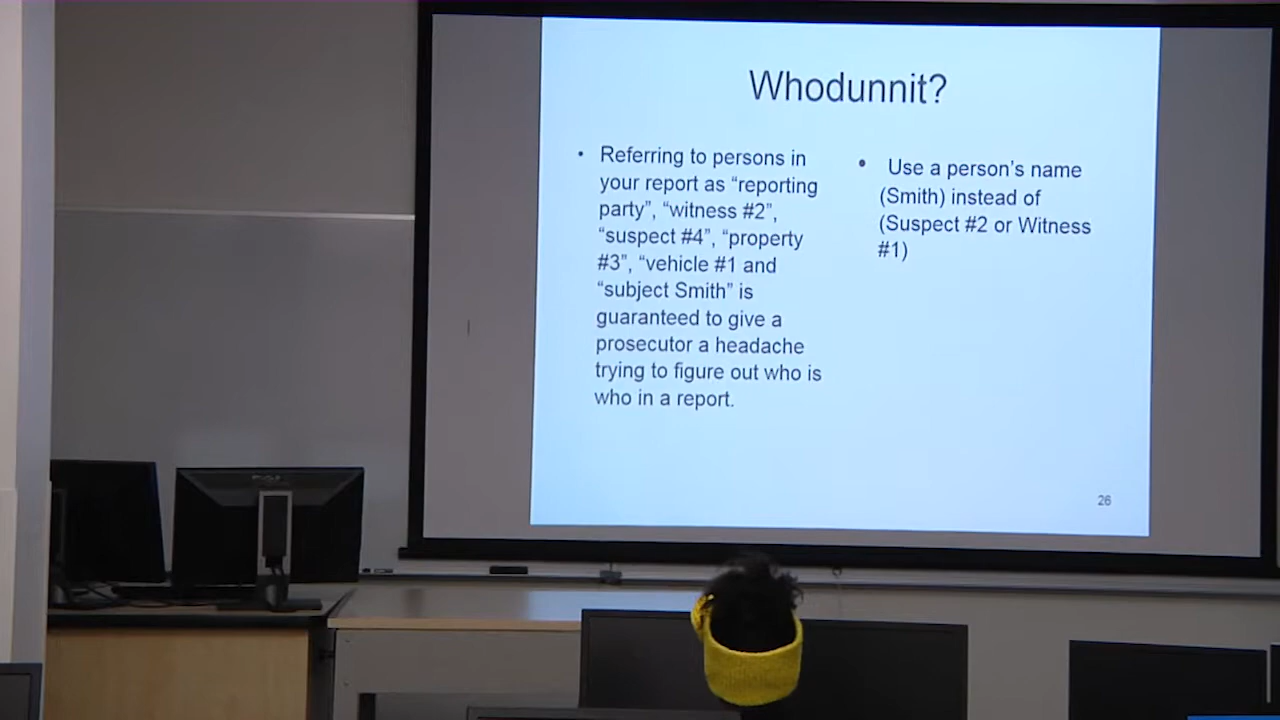 Whodunnit?
• Referring to persons in
your report as “reporting
party”, “witness #2”,
“suspect #4”, “property
#3”, “vehicle #1 and
“subject Smith” is
guaranteed to give a
prosecutor a headache
trying to figure out who is
who in a report.
• Use a person’s name
(Smith) instead of
(Suspect #2 or Witness
#1)
26
DELL